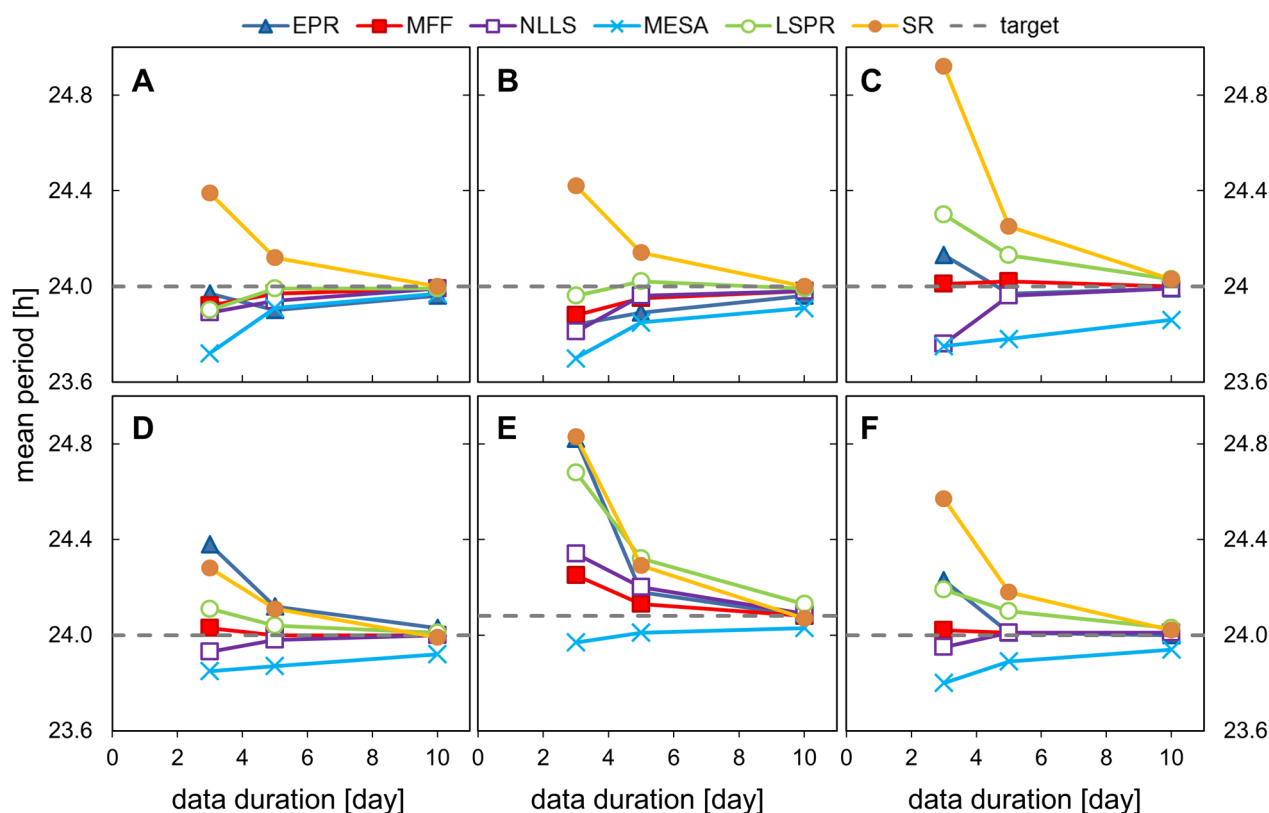 EPR MFF NLLS MESA LSPR SR target
A B C
24.8 24.8
24.4 24.4
24.0 24
23.6 23.6
D E F
24.8 24.8
24.4 24.4
24.0 24.0
23.6 23.6
mean period [h]
0 2 4 6 8 10 0 2 4 6 8 10 0 2 4 6 8 10
data duration [day] data duration [day] data duration [day]